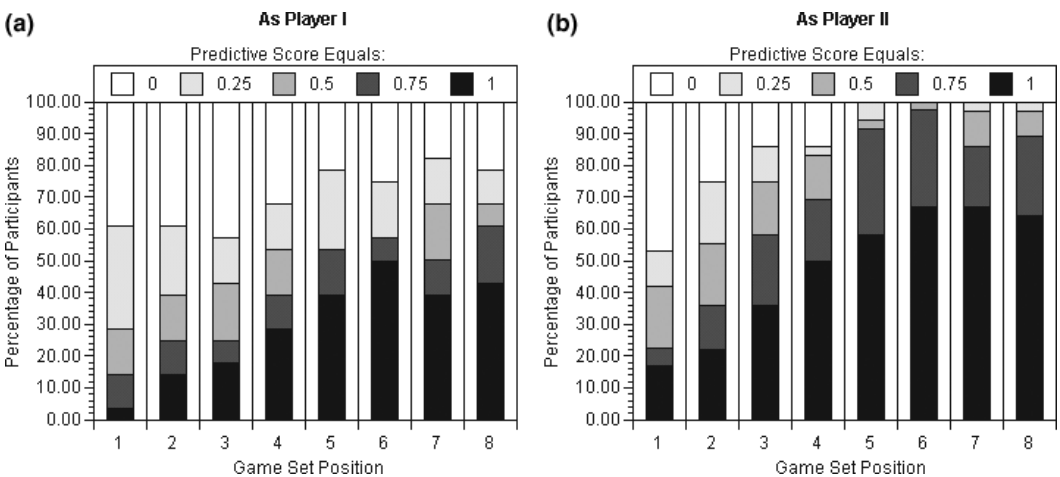 (a)
As Player I
Predictive Score Equals:
0 0.25 0.5 0.75 1
100.00
90.00
80.00
70.00
60.00
50.00
40.00
30.00
20.00
10.00
0.00
Percentage of Participants
1 2 3 4 5 6 7 8
Game Set Position
(b)
As Player II
Predictive Score Equals:
0 0.25 0.5 0.75 1
100.00
90.00
80.00
70.00
60.00
50.00
40.00
30.00
20.00
10.00
0.00
Percentage of Participants
1 2 3 4 5 6 7 8
Game Set Position